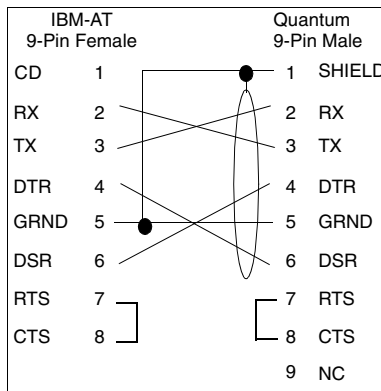 IBM-AT Quantum
9-Pin Female 9-Pin Male
CD 1 1 SHIELD
RX 2 2 RX
TX 3 3 TX
DTR 4 4 DTR
GRND 5 5 GRND
DSR 6 6 DSR
RTS 7 7 RTS
CTS 8 8 CTS
9 NC